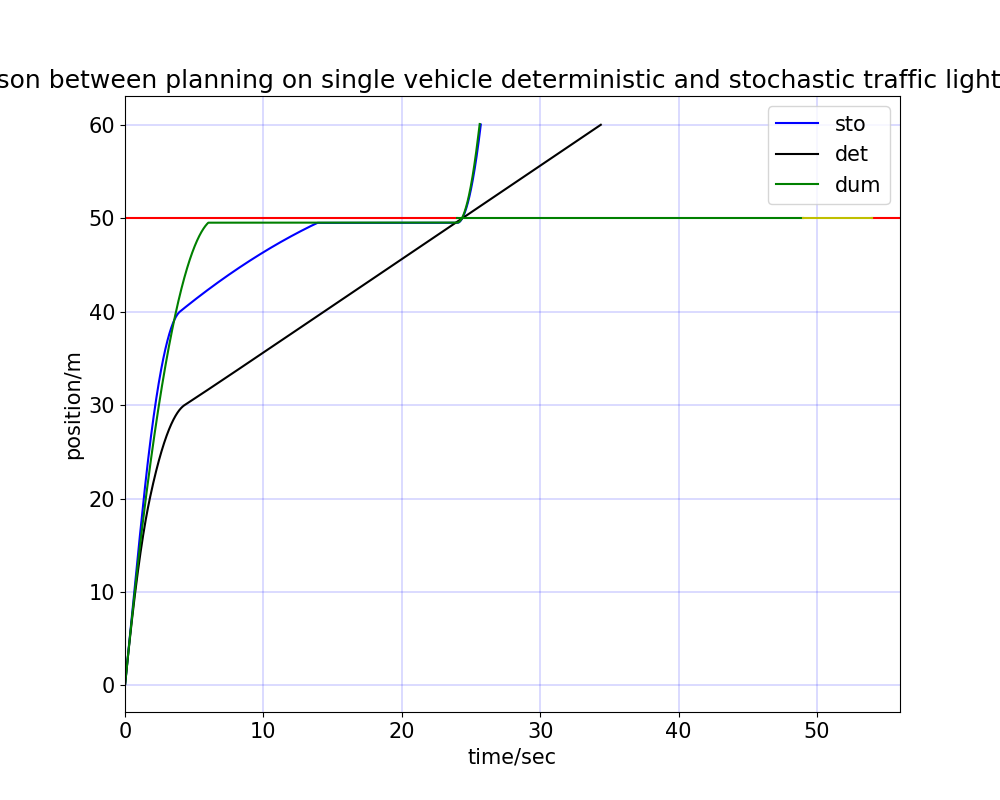 son between planning on single vehicle deterministic and stochastic traffic light
60
50
40
30
20
10
0
position/m
sto
det
dum
0 10 20 30 40 50
time/sec